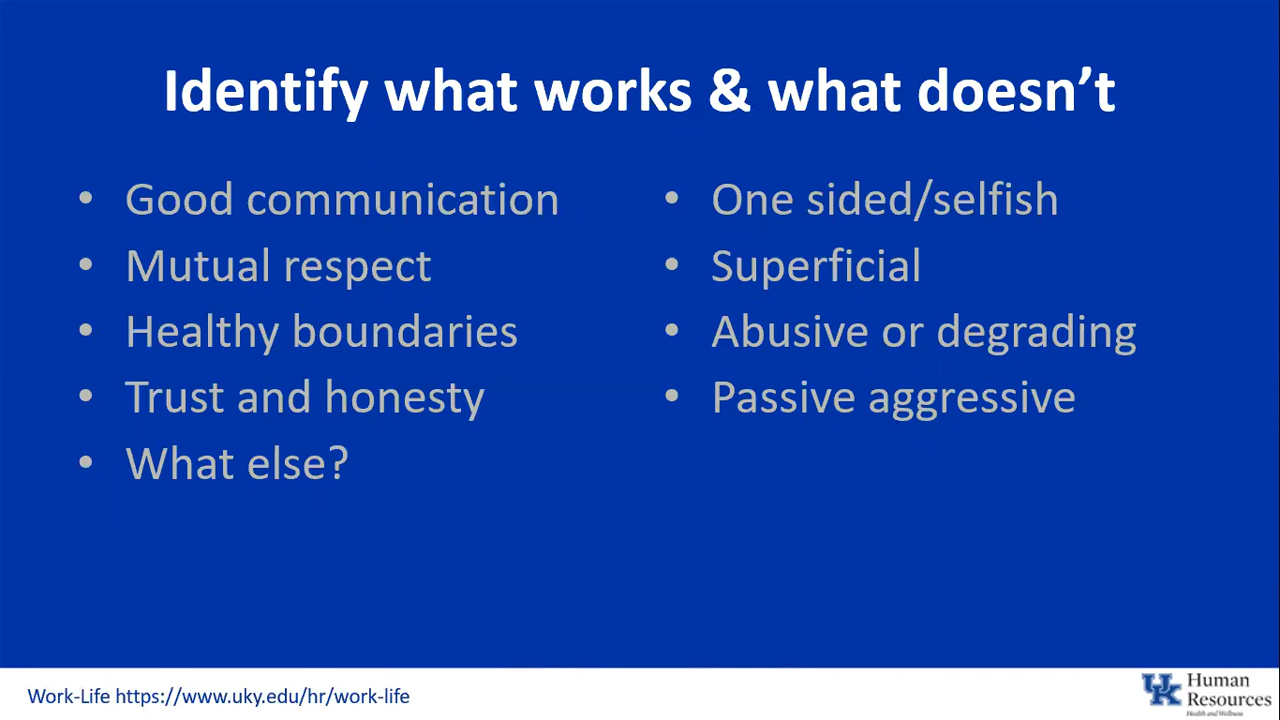 Identify what works & what doesn’t
• Good communication
• Mutual respect
• Healthy boundaries
• Trust and honesty
• What else?
• One sided/selfish
• Superficial
• Abusive or degrading
• Passive aggressive
Work-Life https://www.uky.edu/hr/work-life
UK
Human
Resources
Health and Wellness